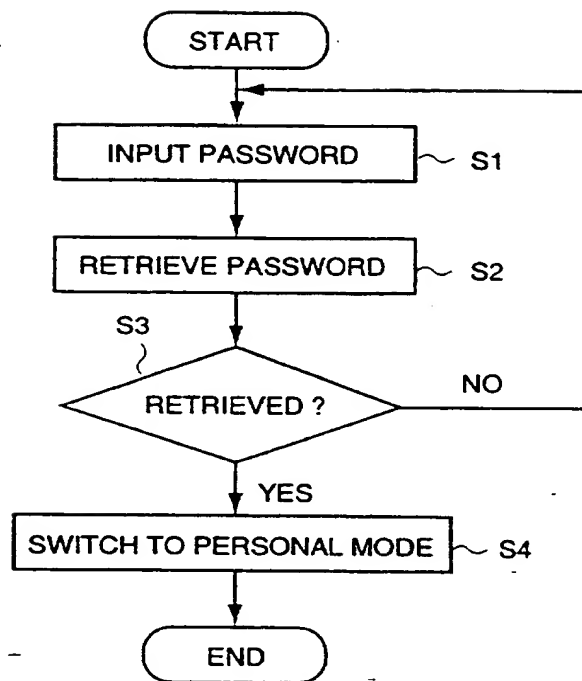 START
INPUT PASSWORD
S1
RETRIEVE PASSWORD
S2
S3
RETRIEVED ?
NO
YES
SWITCH TO PERSONAL MODE
S4
END